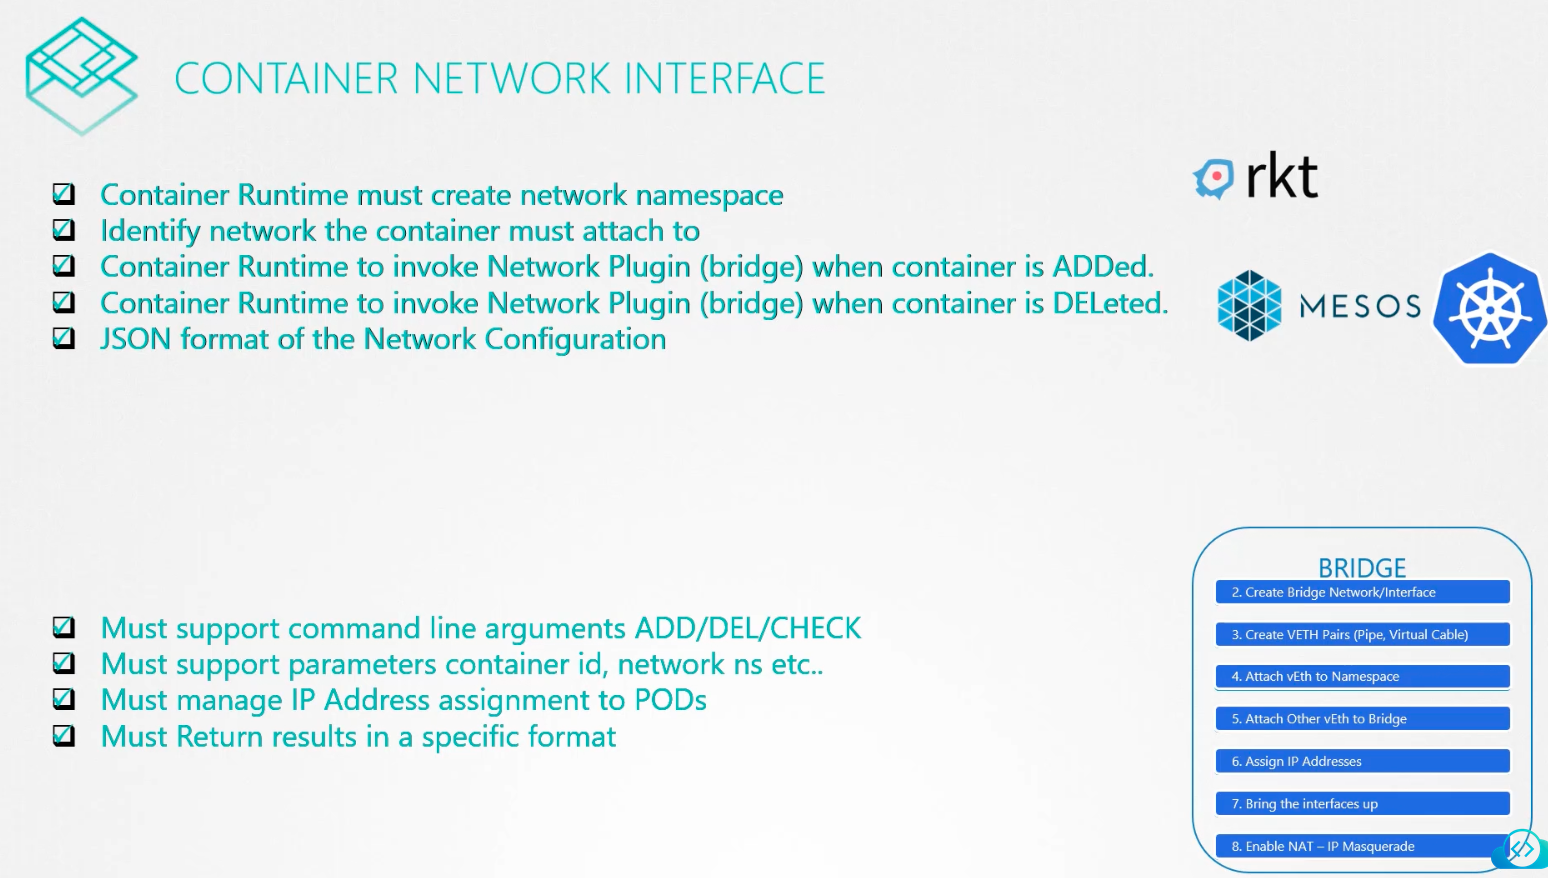 CONTAINER NETWORK INTERFACE
Container Runtime must create network namespace
Identify network the container must attach to
Container Runtime to invoke Network Plugin (bridge) when container is ADDed.
Container Runtime to invoke Network Plugin (bridge) when container is DELeted.
JSON format of the Network Configuration
rkt
MESOS
Must support command line arguments ADD/DEL/CHECK
Must support parameters container id, network ns etc..
Must manage IP Address assignment to PODs
Must Return results in a specific format
BRIDGE
2. Create Bridge Network/Interface
3. Create VETH Pairs (Pipe, Virtual Cable)
4. Attach vEth to Namespace
5. Attach Other vEth to Bridge
6. Assign IP Addresses
7. Bring the interfaces up
8. Enable NAT – IP Masquerade